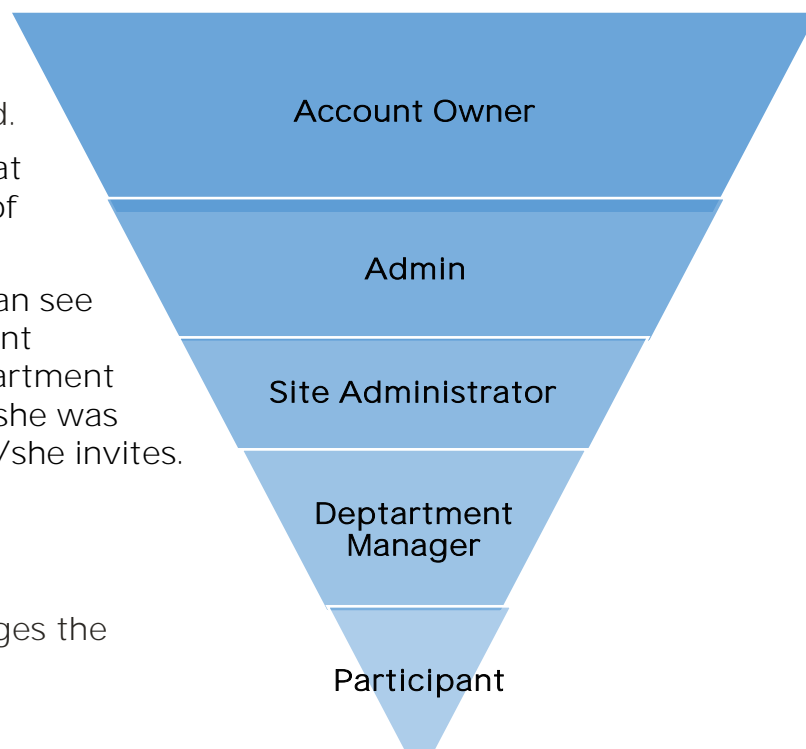 d.
at
of
an see
nt
artment
she was
/she invites.
ges the
Account Owner
Admin
Site Administrator
Deptartment
Manager
Participant